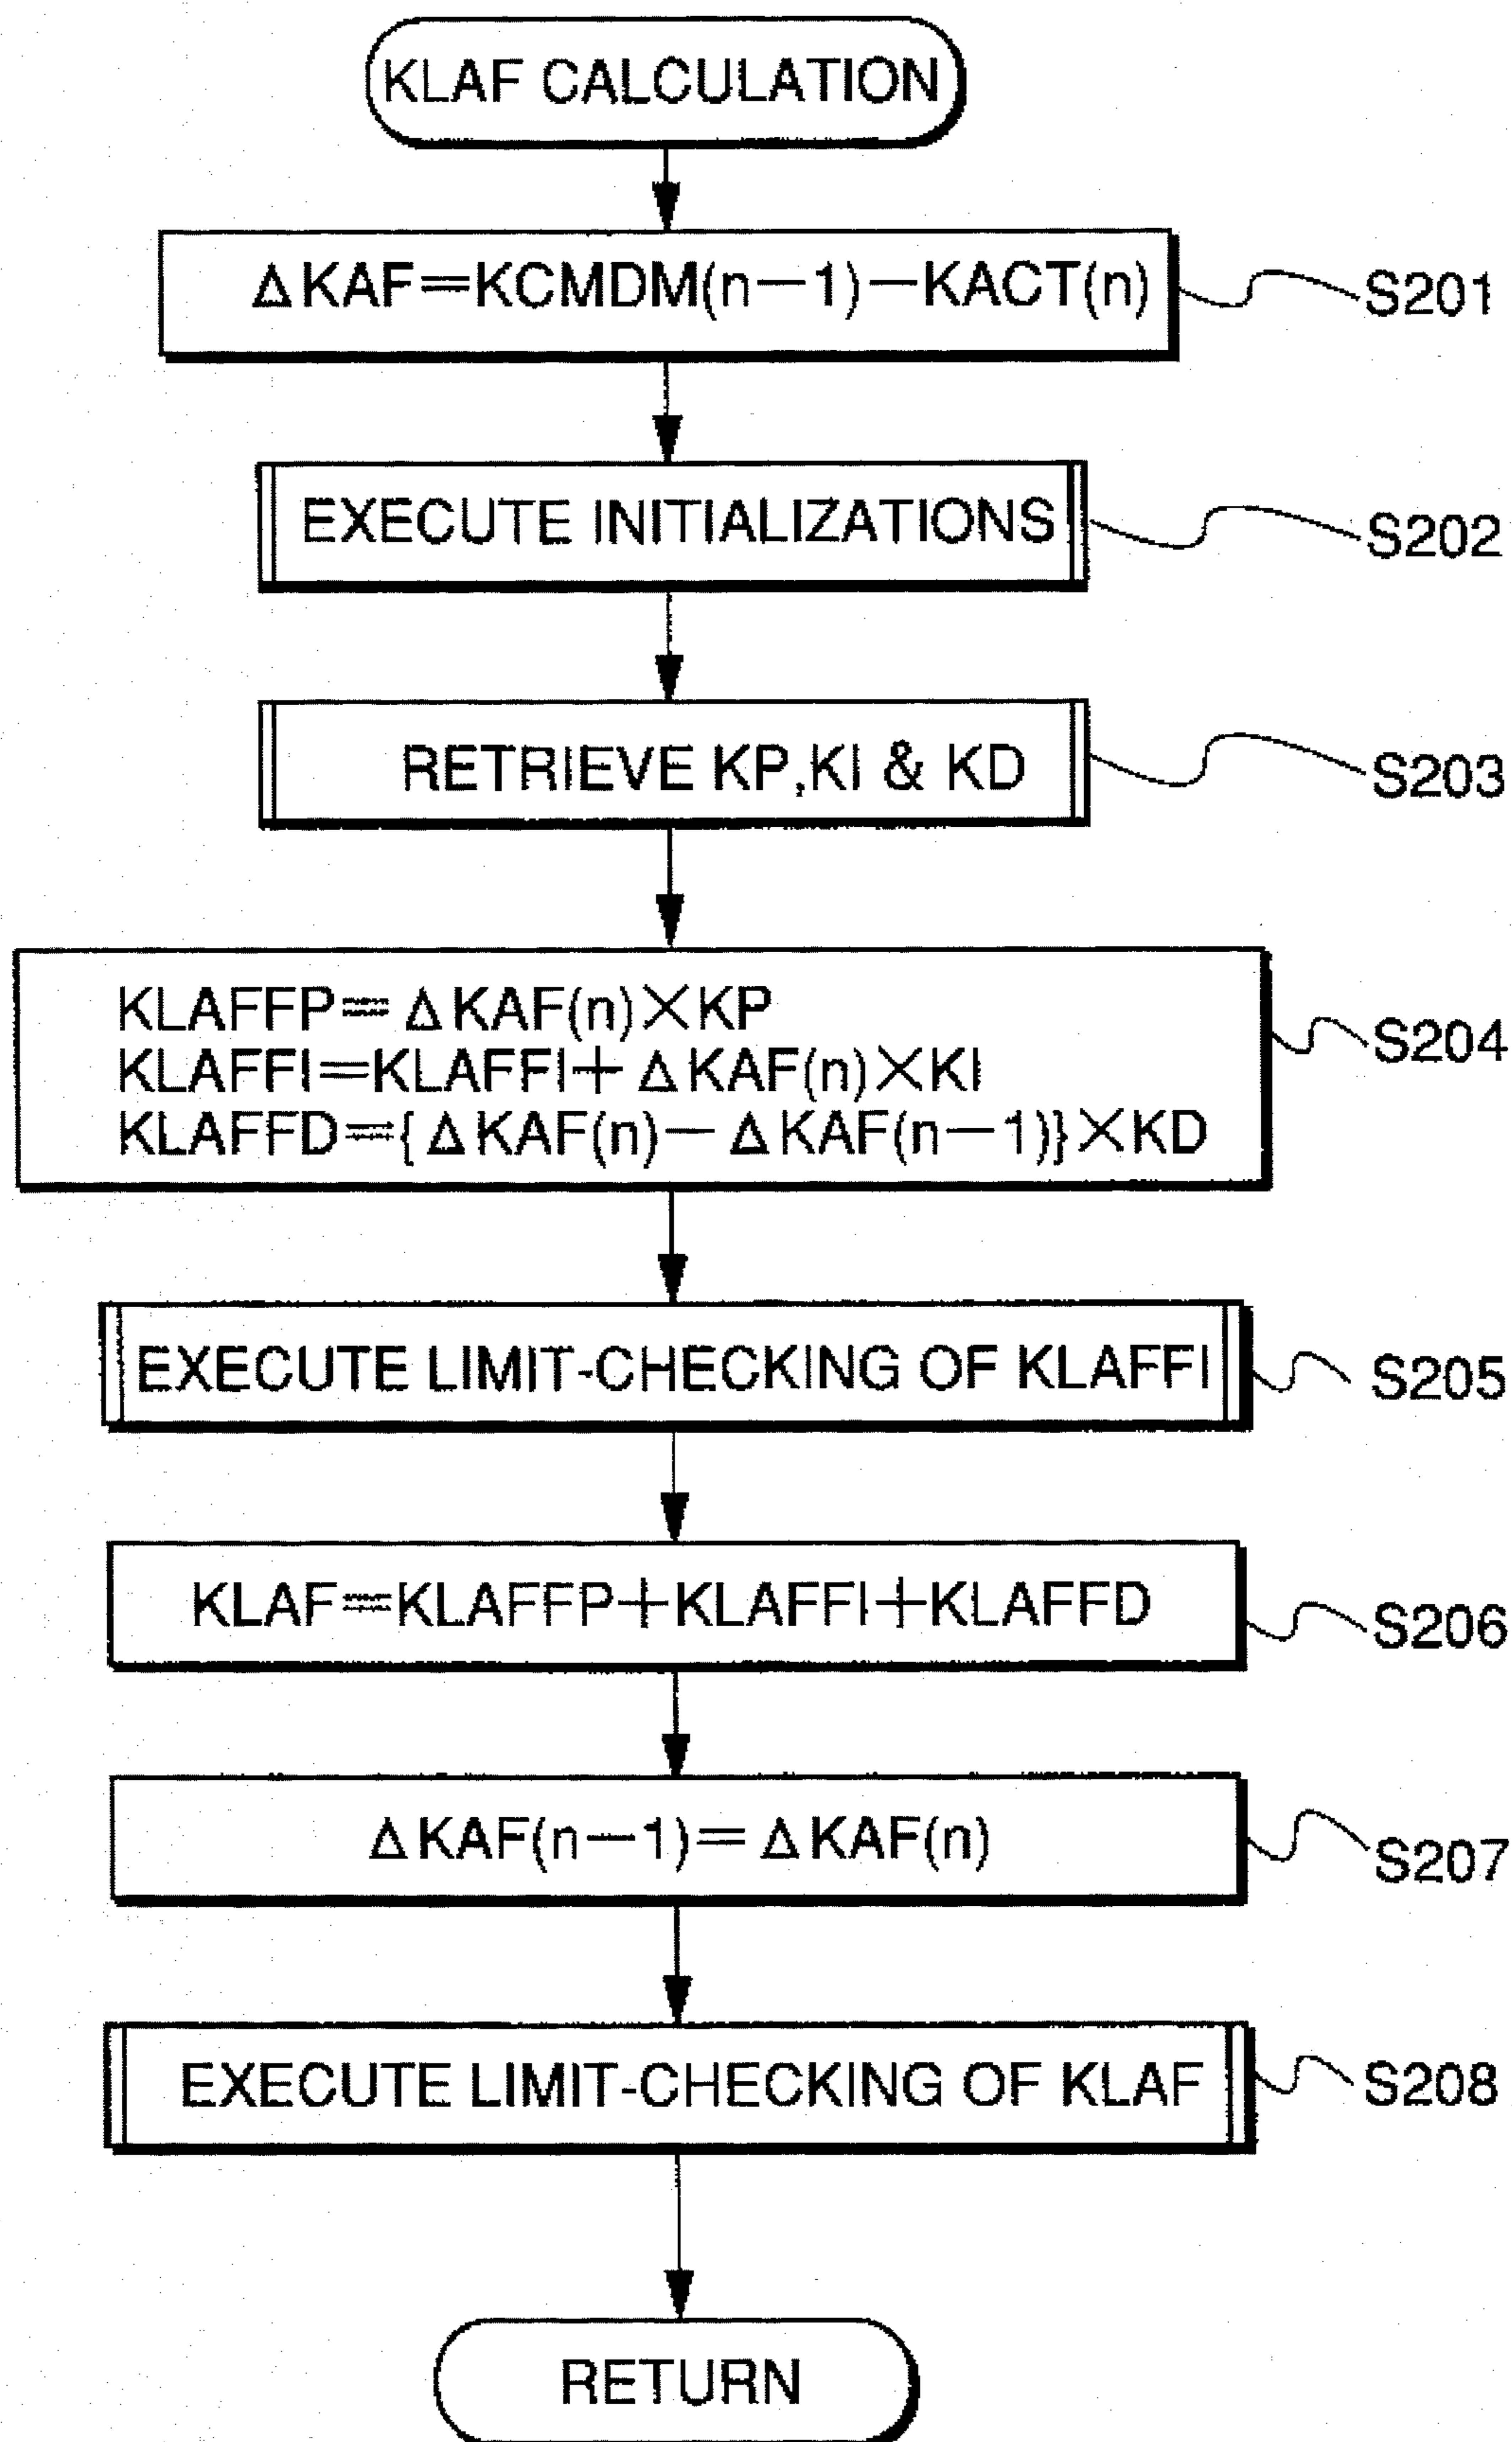 KLAF CALCULATION
ΔKAF=KCMDM(n-1)-KACT(n)
S201
EXECUTE INITIALIZATIONS
S202
RETRIEVE KP,KI & KD
S203
KLAFFP=ΔKAF(n)×KP
KLAFFI=KLAFFI+ΔKAF(n)×KI
KLAFFD={ΔKAF(n)-ΔKAF(n-1)}×KD
S204
EXECUTE LIMIT-CHECKING OF KLAFFI
S205
KLAF=KLAFFP+KLAFFI+KLAFFD
S206
ΔKAF(n-1)=ΔKAF(n)
S207
EXECUTE LIMIT-CHECKING OF KLAF
S208
RETURN